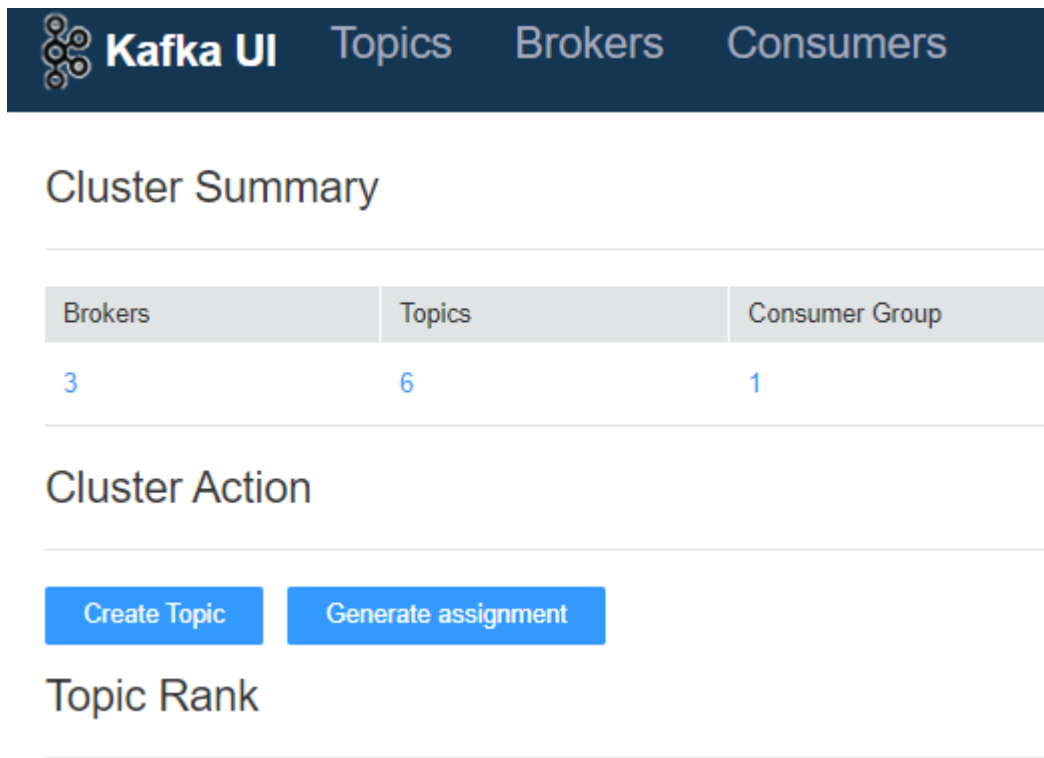 Kafka UI Topics Brokers Consumers
Cluster Summary
Brokers Topics Consumer Group
3 6 1
Cluster Action
Create Topic Generate assignment
Topic Rank